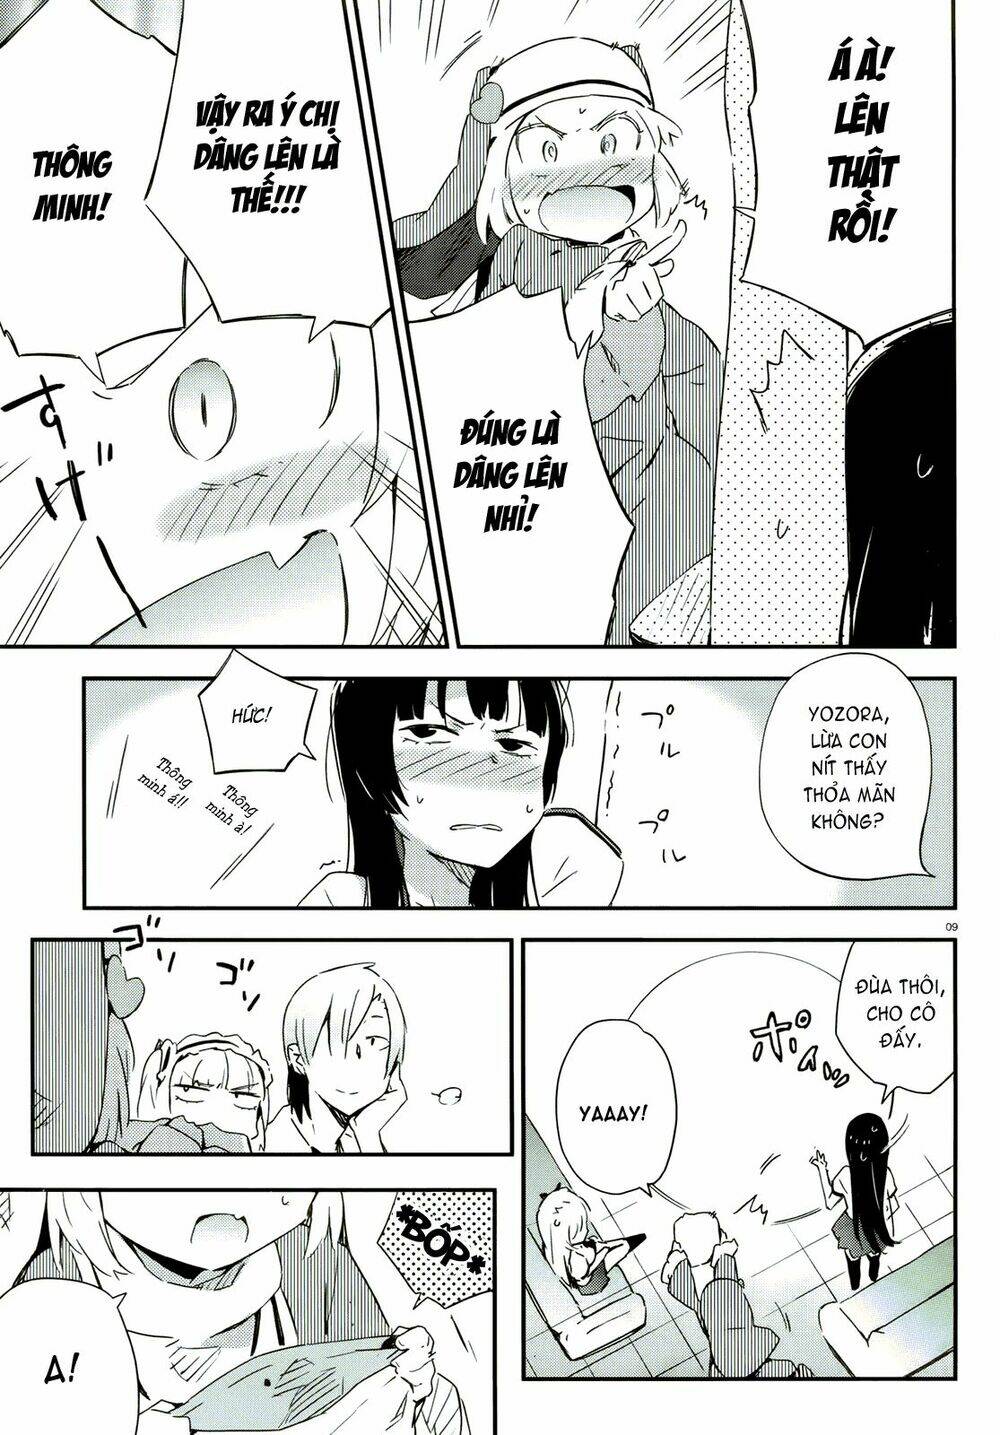 Á À!
LÊN
THẬT
RỒI!
ĐÚNG LÀ
DÂNG LÊN
NHỈ!
VẬY RA Ý CHỊ
DÂNG LÊN LÀ
THẾ!!!
THÔNG
MINH!
すげー
YOZORA,
LỪA CON
NÍT THẤY
THỎA MÃN
KHÔNG?
プル
プル
HỨC!
Thông
minh à!
Thông
minh á!!
09
ĐÙA THÔI,
CHO CÔ
ĐẤY.
ポイッ
YAAAY!
ゴソ
ゴソ
*BỐP*
A!